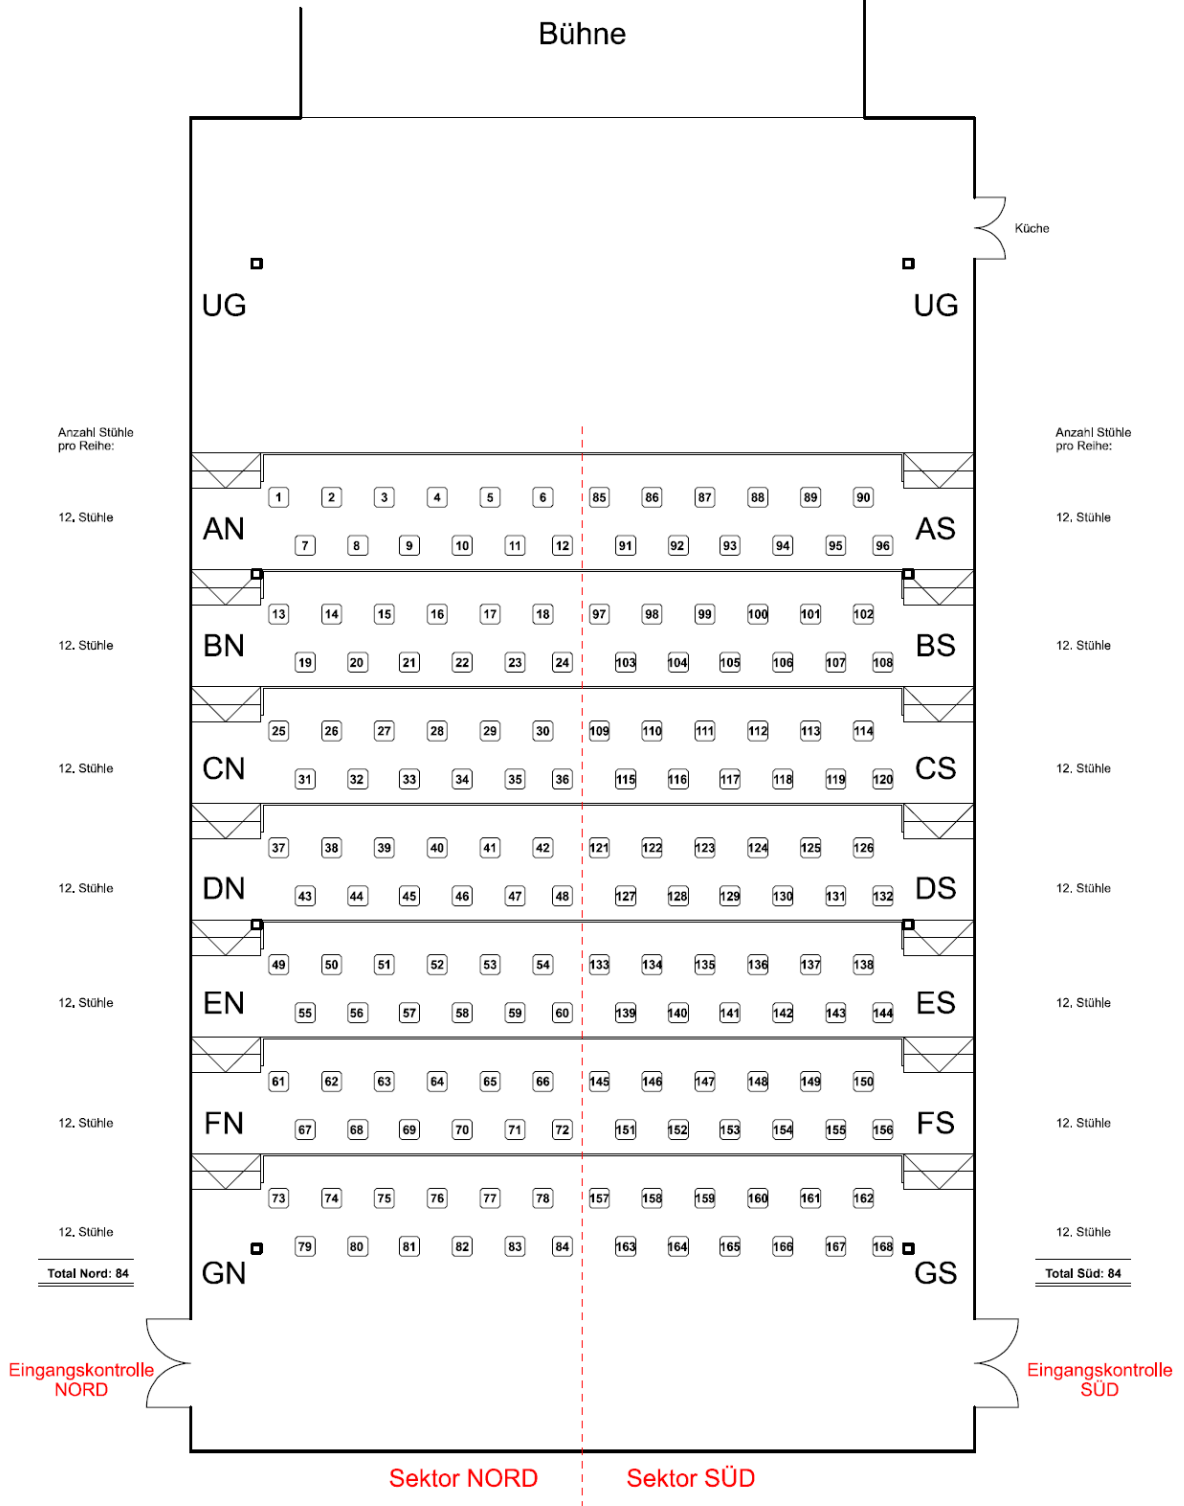 Bühne
Küche
UG UG
Anzahl Stühle Anzahl Stühle
pro Reihe: pro Reihe:
1 2 3 4 5 6 85 86 87 88 89 90
12. Stühle AN AS 12. Stühle
7 8 9 10 11 12 91 92 93 94 95 96
13 14 15 16 17 18 97 98 99 100 101 102
12. Stühle BN BS 12. Stühle
19 20 21 22 23 24 103 104 105 106 107 108
25 26 27 28 29 30 109 110 111 112 113 114
12. Stühle CN CS 12. Stühle
31 32 33 34 35 36 115 116 117 118 119 120
37 38 39 40 41 42 121 122 123 124 125 126
12. Stühle DN DS 12. Stühle
43 44 45 46 47 48 127 128 129 130 131 132
49 50 51 52 53 54 133 134 135 136 137 138
12. Stühle EN ES 12. Stühle
55 56 57 58 59 60 139 140 141 142 143 144
61 62 63 64 65 66 145 146 147 148 149 150
12. Stühle FN FS 12. Stühle
67 68 69 70 71 72 151 152 153 154 155 156
73 74 75 76 77 78 157 158 159 160 161 162
12. Stühle 12. Stühle
79 80 81 82 83 84 163 164 165 166 167 168
Total Nord: 84 GN GS Total Süd: 84
Eingangskontrolle Eingangskontrolle
NORD SÜD
Sektor NORD Sektor SÜD